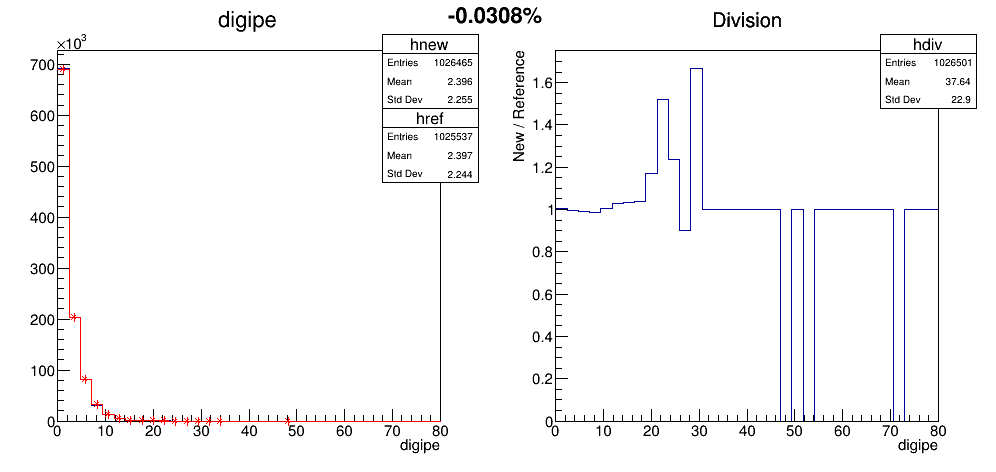 digipe
-0.0308%
Division
×10³
hnew
Entries 1026465
Mean 2.396
Std Dev 2.255
href
Entries 1025537
Mean 2.397
Std Dev 2.244
700
600
500
400
300
200
100
0
0 10 20 30 40 50 60 70 80
digipe
hdiv
Entries 1026501
Mean 37.64
Std Dev 22.9
New / Reference
1.6
1.4
1.2
1
0.8
0.6
0.4
0.2
0
0 10 20 30 40 50 60 70 80
digipe